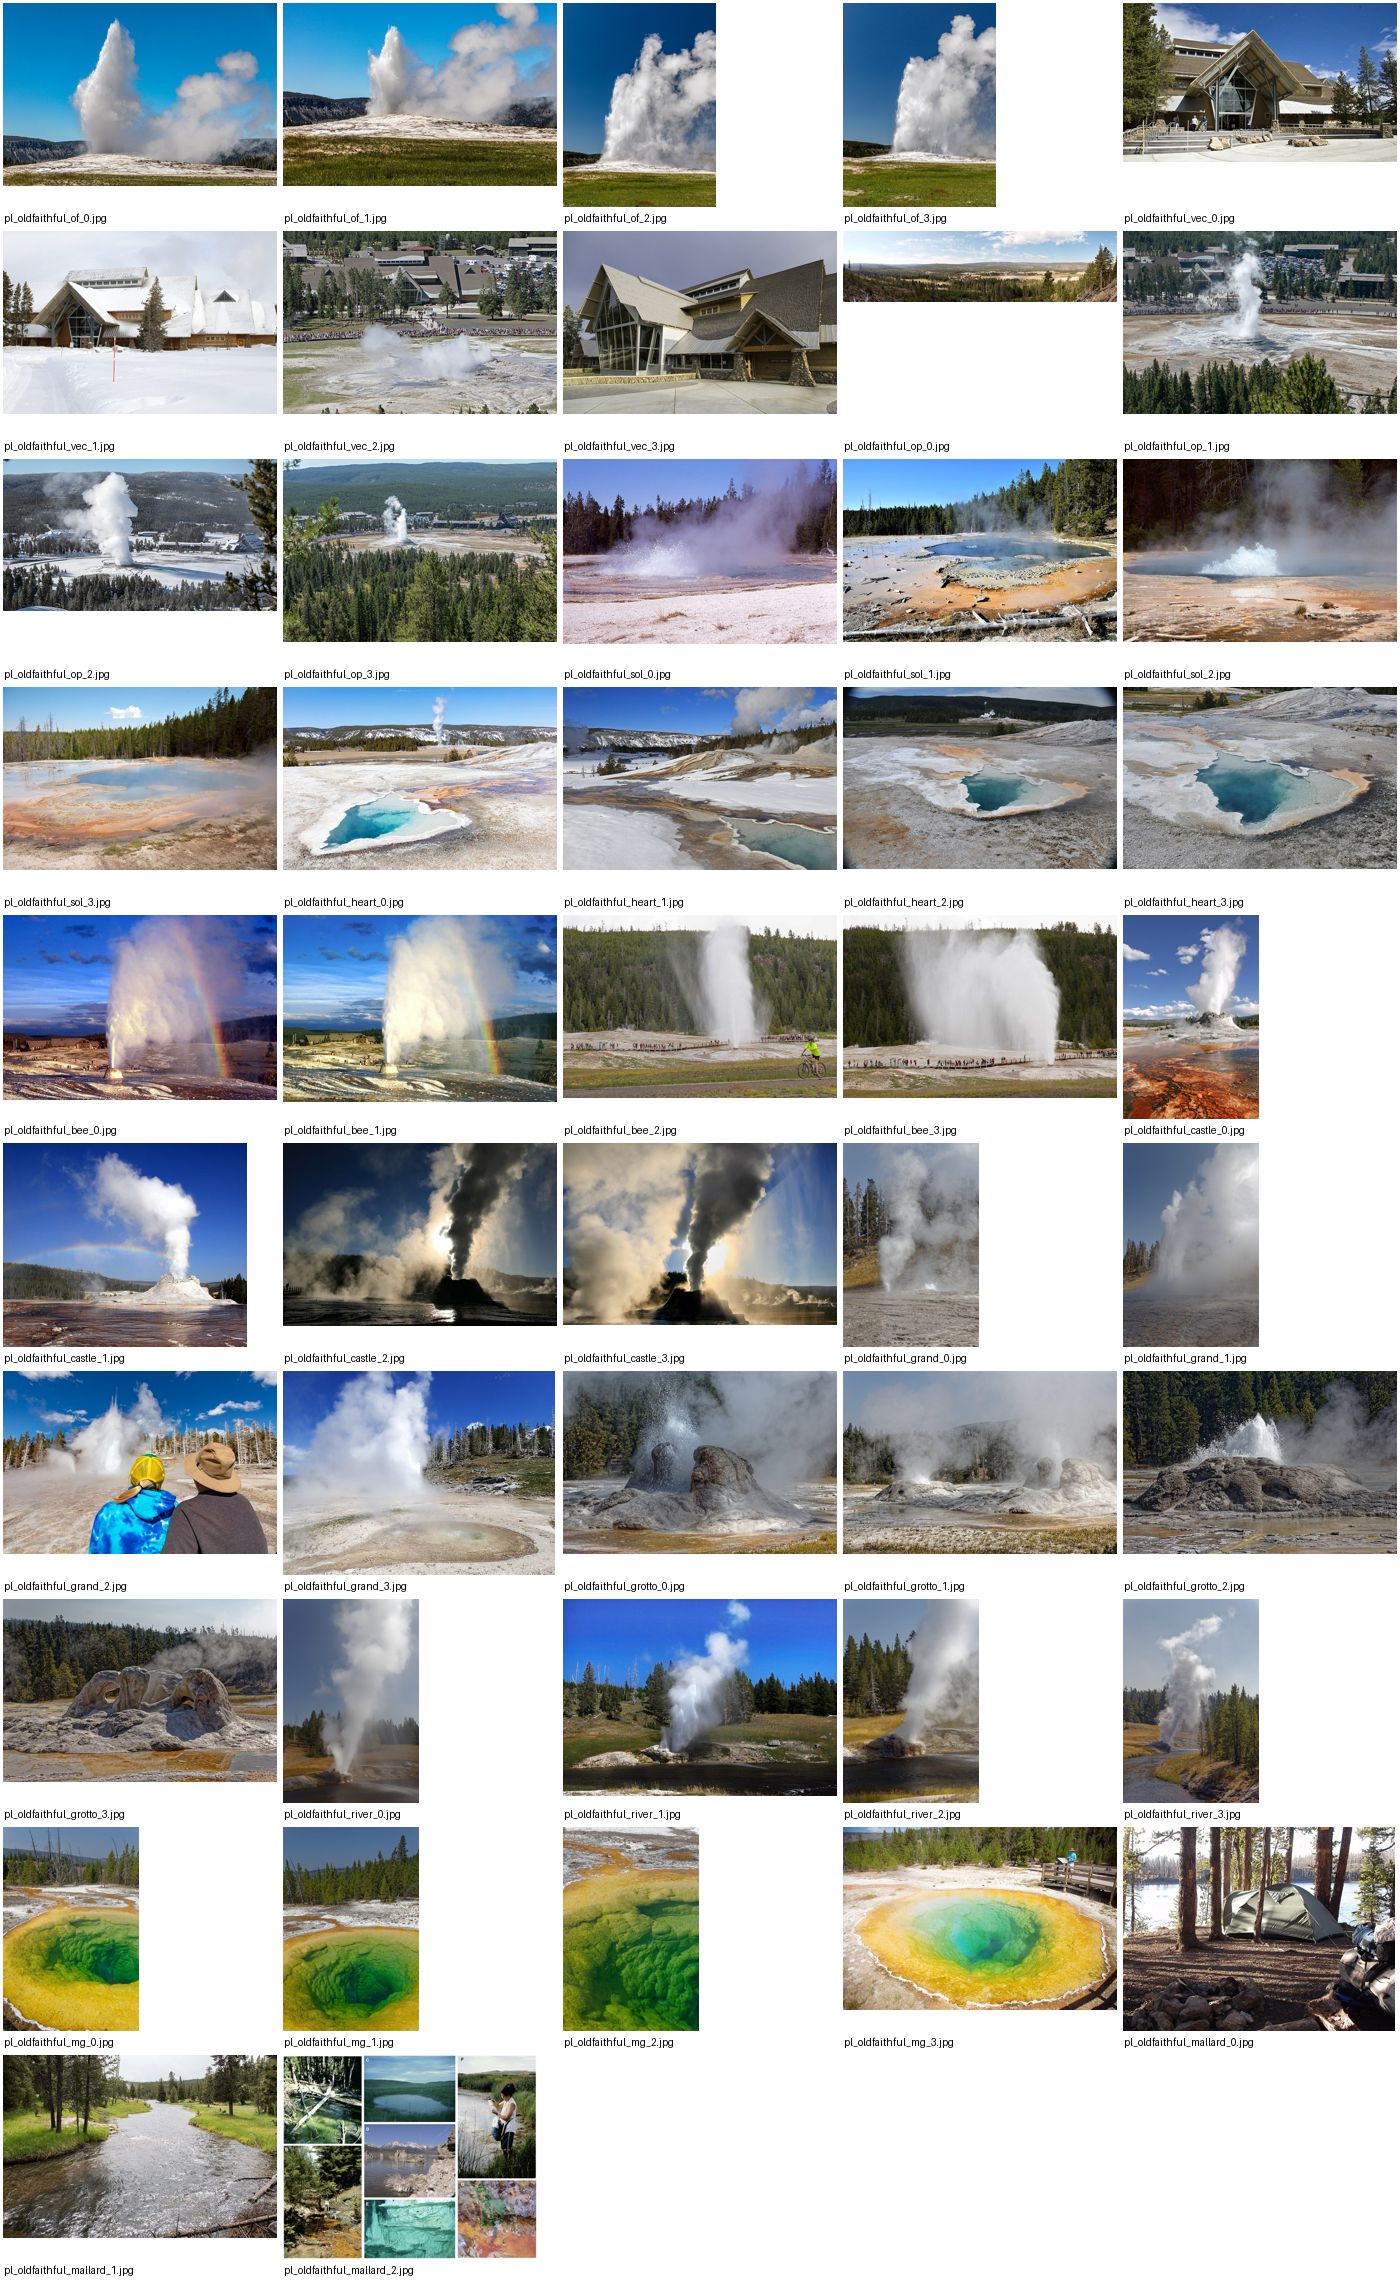 pl_oldfaithful_of_0.jpg
pl_oldfaithful_of_1.jpg
pl_oldfaithful_of_2.jpg
pl_oldfaithful_of_3.jpg
pl_oldfaithful_vec_0.jpg
pl_oldfaithful_vec_1.jpg
pl_oldfaithful_vec_2.jpg
pl_oldfaithful_vec_3.jpg
pl_oldfaithful_op_0.jpg
pl_oldfaithful_op_1.jpg
pl_oldfaithful_op_2.jpg
pl_oldfaithful_op_3.jpg
pl_oldfaithful_sol_0.jpg
pl_oldfaithful_sol_1.jpg
pl_oldfaithful_sol_2.jpg
pl_oldfaithful_sol_3.jpg
pl_oldfaithful_heart_0.jpg
pl_oldfaithful_heart_1.jpg
pl_oldfaithful_heart_2.jpg
pl_oldfaithful_heart_3.jpg
pl_oldfaithful_bee_0.jpg
pl_oldfaithful_bee_1.jpg
pl_oldfaithful_bee_2.jpg
pl_oldfaithful_bee_3.jpg
pl_oldfaithful_castle_0.jpg
pl_oldfaithful_castle_1.jpg
pl_oldfaithful_castle_2.jpg
pl_oldfaithful_castle_3.jpg
pl_oldfaithful_grand_0.jpg
pl_oldfaithful_grand_1.jpg
pl_oldfaithful_grand_2.jpg
pl_oldfaithful_grand_3.jpg
pl_oldfaithful_grotto_0.jpg
pl_oldfaithful_grotto_1.jpg
pl_oldfaithful_grotto_2.jpg
pl_oldfaithful_grotto_3.jpg
pl_oldfaithful_river_0.jpg
pl_oldfaithful_river_1.jpg
pl_oldfaithful_river_2.jpg
pl_oldfaithful_river_3.jpg
pl_oldfaithful_mg_0.jpg
pl_oldfaithful_mg_1.jpg
pl_oldfaithful_mg_2.jpg
pl_oldfaithful_mg_3.jpg
pl_oldfaithful_mallard_0.jpg
pl_oldfaithful_mallard_1.jpg
pl_oldfaithful_mallard_2.jpg